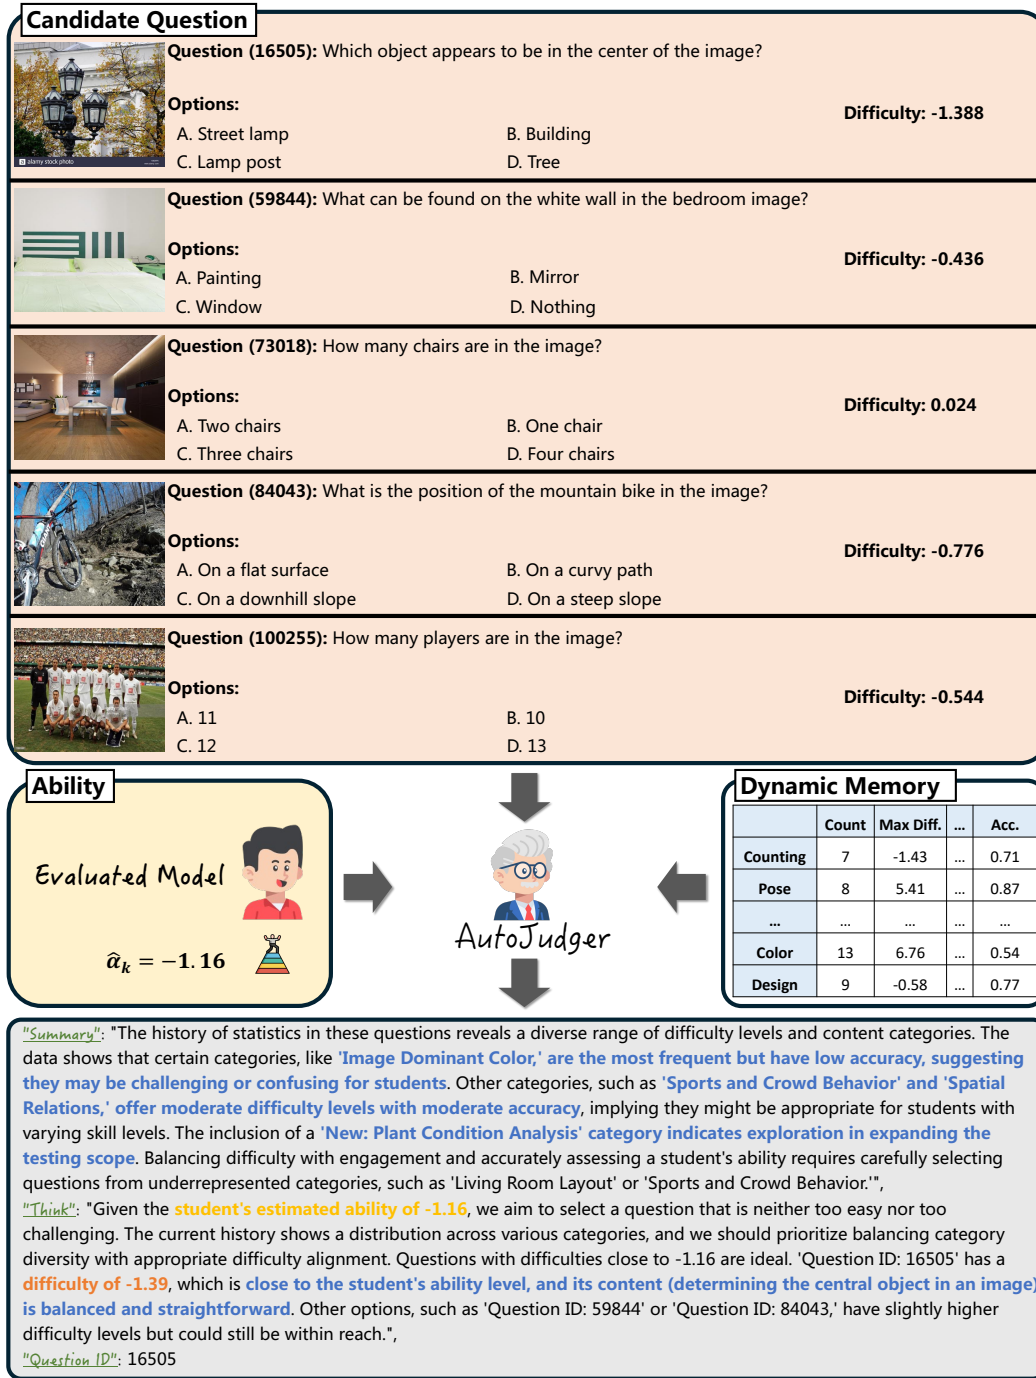 Candidate Question
Question (16505): Which object appears to be in the center of the image?
Options:
A. Street lamp
B. Building
C. Lamp post
D. Tree
Difficulty: -1.388
a alamy stock photo
Question (59844): What can be found on the white wall in the bedroom image?
Options:
A. Painting
B. Mirror
C. Window
D. Nothing
Difficulty: -0.436
Question (73018): How many chairs are in the image?
Options:
A. Two chairs
B. One chair
C. Three chairs
D. Four chairs
Difficulty: 0.024
Question (84043): What is the position of the mountain bike in the image?
Options:
A. On a flat surface
B. On a curvy path
C. On a downhill slope
D. On a steep slope
Difficulty: -0.776
Question (100255): How many players are in the image?
Options:
A. 11
B. 10
C. 12
D. 13
Difficulty: -0.544
Ability
Evaluated Model
α̂ₖ = −1.16
AutoJudger
Dynamic Memory
Count Max Diff. ... Acc.
Counting 7 -1.43 ... 0.71
Pose 8 5.41 ... 0.87
... ... ... ... ...
Color 13 6.76 ... 0.54
Design 9 -0.58 ... 0.77
"Summary": "The history of statistics in these questions reveals a diverse range of difficulty levels and content categories. The
data shows that certain categories, like 'Image Dominant Color,' are the most frequent but have low accuracy, suggesting
they may be challenging or confusing for students. Other categories, such as 'Sports and Crowd Behavior' and 'Spatial
Relations,' offer moderate difficulty levels with moderate accuracy, implying they might be appropriate for students with
varying skill levels. The inclusion of a 'New: Plant Condition Analysis' category indicates exploration in expanding the
testing scope. Balancing difficulty with engagement and accurately assessing a student's ability requires carefully selecting
questions from underrepresented categories, such as 'Living Room Layout' or 'Sports and Crowd Behavior.'",
"Think": "Given the student's estimated ability of -1.16, we aim to select a question that is neither too easy nor too
challenging. The current history shows a distribution across various categories, and we should prioritize balancing category
diversity with appropriate difficulty alignment. Questions with difficulties close to -1.16 are ideal. 'Question ID: 16505' has a
difficulty of -1.39, which is close to the student's ability level, and its content (determining the central object in an image)
is balanced and straightforward. Other options, such as 'Question ID: 59844' or 'Question ID: 84043,' have slightly higher
difficulty levels but could still be within reach.",
"Question ID": 16505